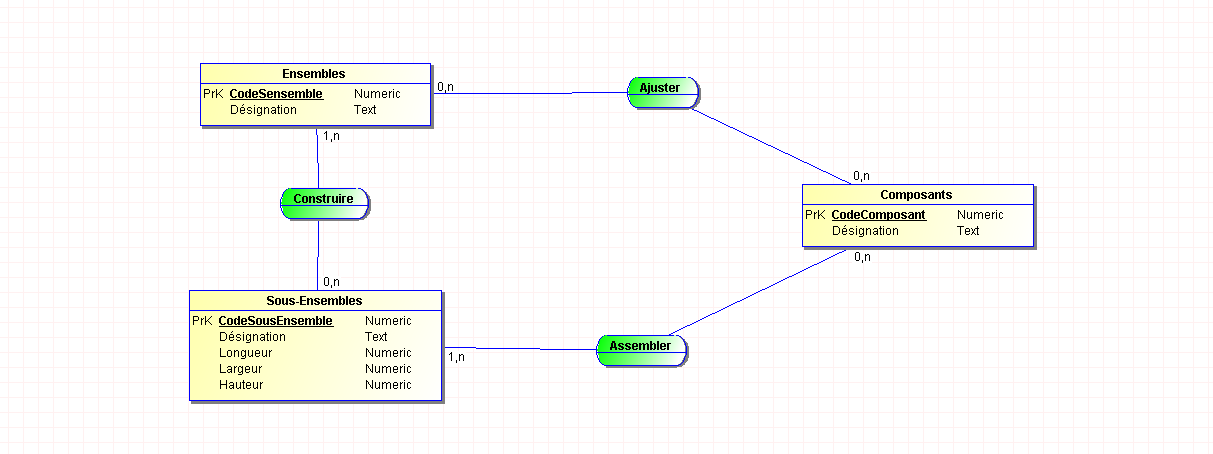 Ensembles
PrK CodeSensemble Numeric
Désignation Text
0,n
Ajuster
1,n
Construire
0,n
0,n
Composants
PrK CodeComposant Numeric
Désignation Text
0,n
Sous-Ensembles
PrK CodeSousEnsemble Numeric
Désignation Text
Longueur Numeric
Largeur Numeric
Hauteur Numeric
1,n
Assembler